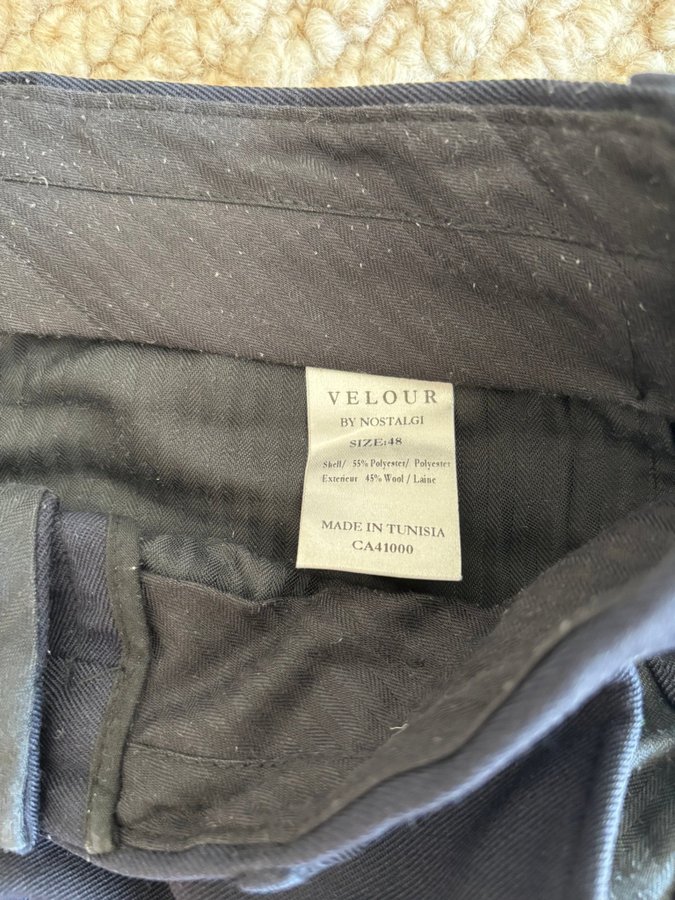 VELOUR
BY NOSTALGI
SIZE:48
Shell/ 55% Polyester/ Polyester
Exterieur 45% Wool / Laine
MADE IN TUNISIA
CA41000